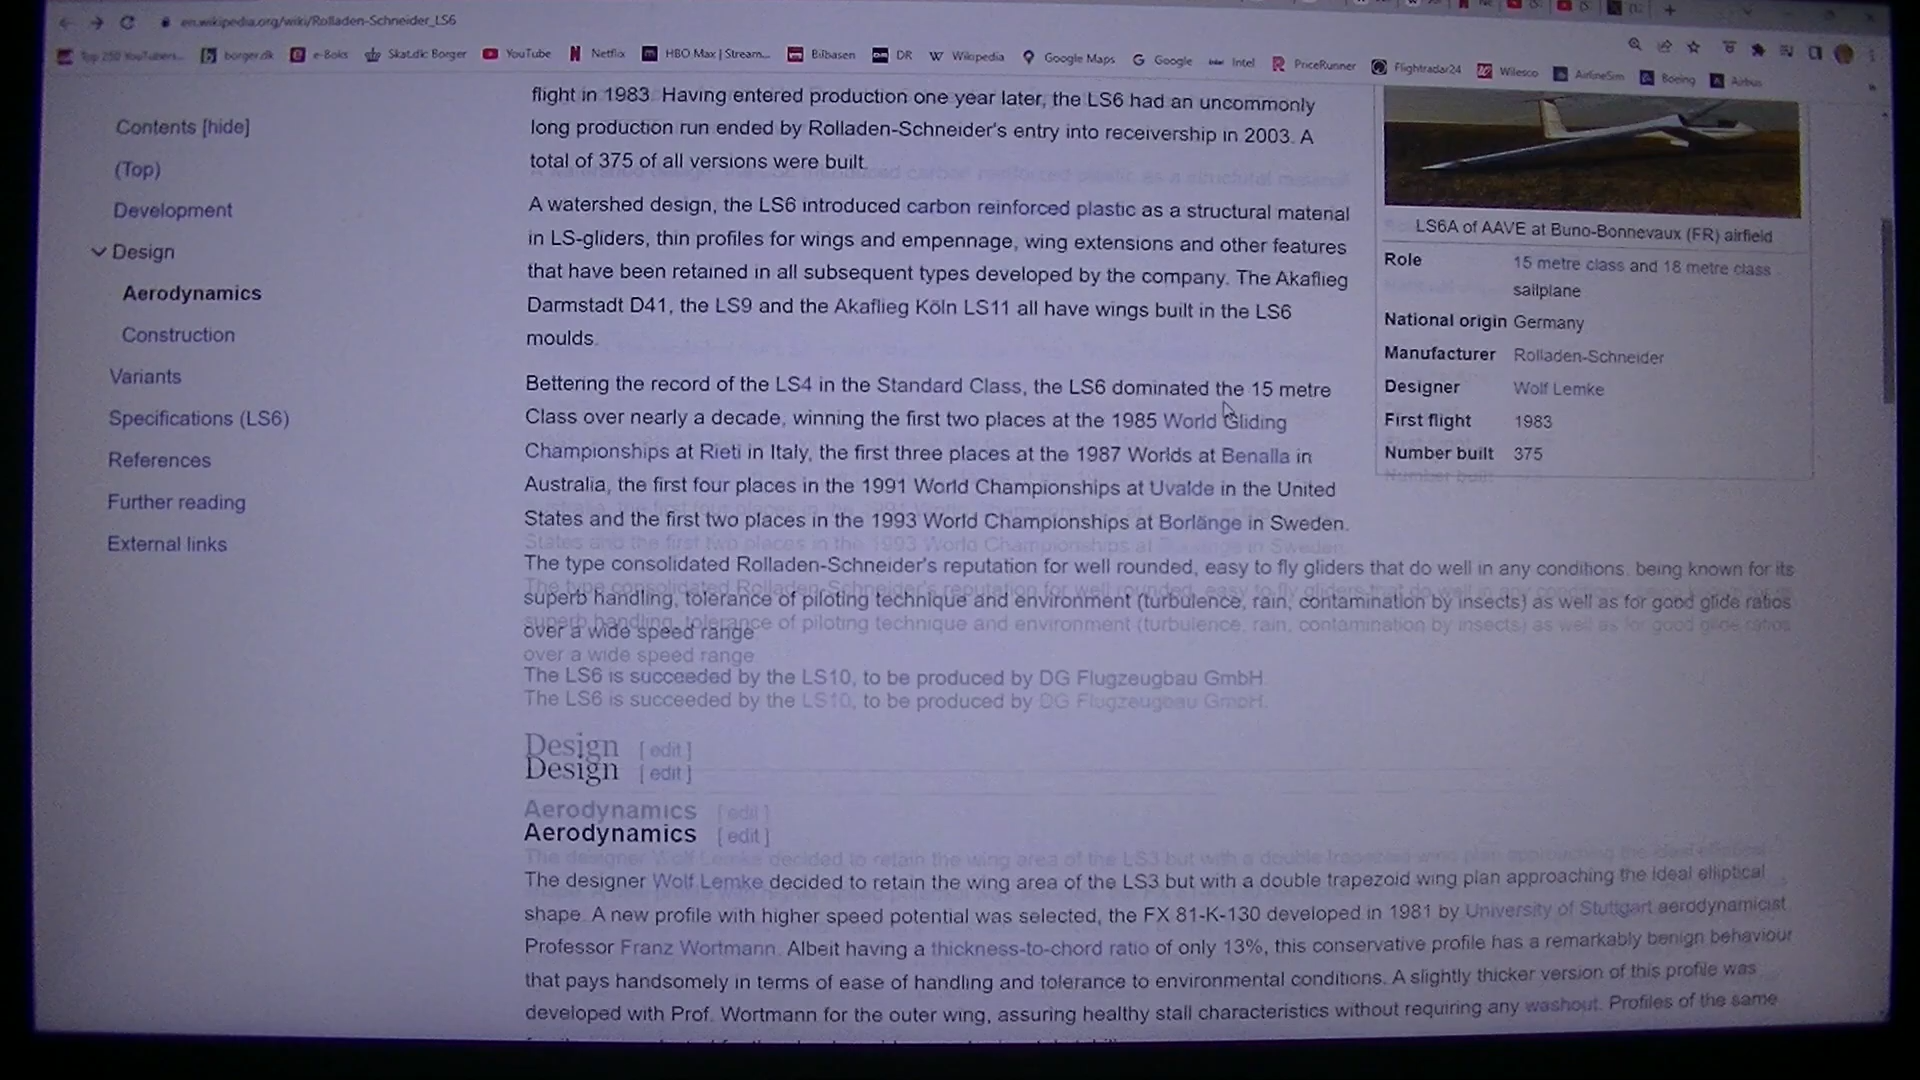 en.wikipedia.org/wiki/Rolladen-Schneider_LS6
Top 250 YouTubers... borger.dk e-Boks Skat.dk: Borger YouTube Netflix HBO Max | Stream... Bilbasen DR Wikipedia Google Maps Google Intel PriceRunner Flightradar24 Wilesco AirlineSim Boeing Airbus
Contents [hide]
(Top)
Development
Design
Aerodynamics
Construction
Variants
Specifications (LS6)
References
Further reading
External links
flight in 1983. Having entered production one year later, the LS6 had an uncommonly
long production run ended by Rolladen-Schneider's entry into receivership in 2003. A
total of 375 of all versions were built.
A watershed design, the LS6 introduced carbon reinforced plastic as a structural material
in LS-gliders, thin profiles for wings and empennage, wing extensions and other features
that have been retained in all subsequent types developed by the company. The Akaflieg
Darmstadt D41, the LS9 and the Akaflieg Köln LS11 all have wings built in the LS6
moulds.
Bettering the record of the LS4 in the Standard Class, the LS6 dominated the 15 metre
Class over nearly a decade, winning the first two places at the 1985 World Gliding
Championships at Rieti in Italy, the first three places at the 1987 Worlds at Benalla in
Australia, the first four places in the 1991 World Championships at Uvalde in the United
States and the first two places in the 1993 World Championships at Borlänge in Sweden.
The type consolidated Rolladen-Schneider's reputation for well rounded, easy to fly gliders that do well in any conditions, being known for its
superb handling, tolerance of piloting technique and environment (turbulence, rain, contamination by insects) as well as for good glide ratios
over a wide speed range
The LS6 is succeeded by the LS10, to be produced by DG Flugzeugbau GmbH.
Design [ edit ]
Aerodynamics [ edit ]
The designer Wolf Lemke decided to retain the wing area of the LS3 but with a double trapezoid wing plan approaching the ideal elliptical
shape. A new profile with higher speed potential was selected, the FX 81-K-130 developed in 1981 by University of Stuttgart aerodynamicist
Professor Franz Wortmann. Albeit having a thickness-to-chord ratio of only 13%, this conservative profile has a remarkably benign behaviour
that pays handsomely in terms of ease of handling and tolerance to environmental conditions. A slightly thicker version of this profile was
developed with Prof. Wortmann for the outer wing, assuring healthy stall characteristics without requiring any washout. Profiles of the same
LS6A of AAVE at Buno-Bonnevaux (FR) airfield
Role 15 metre class and 18 metre class
sailplane
National origin Germany
Manufacturer Rolladen-Schneider
Designer Wolf Lemke
First flight 1983
Number built 375